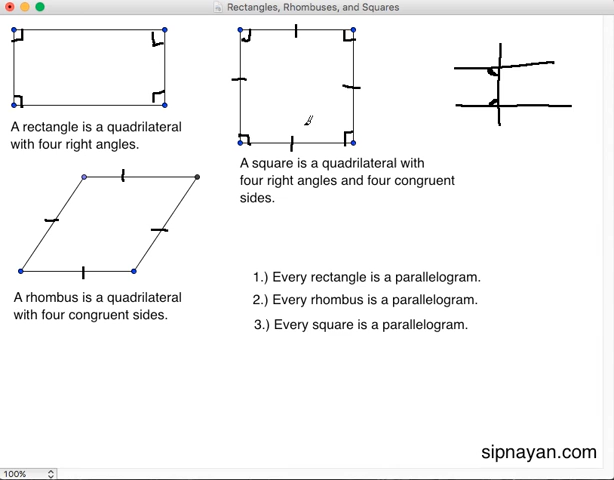 Rectangles, Rhombuses, and Squares
A rectangle is a quadrilateral
with four right angles.
A square is a quadrilateral with
four right angles and four congruent
sides.
A rhombus is a quadrilateral
with four congruent sides.
1.) Every rectangle is a parallelogram.
2.) Every rhombus is a parallelogram.
3.) Every square is a parallelogram.
sipnayan.com
100%